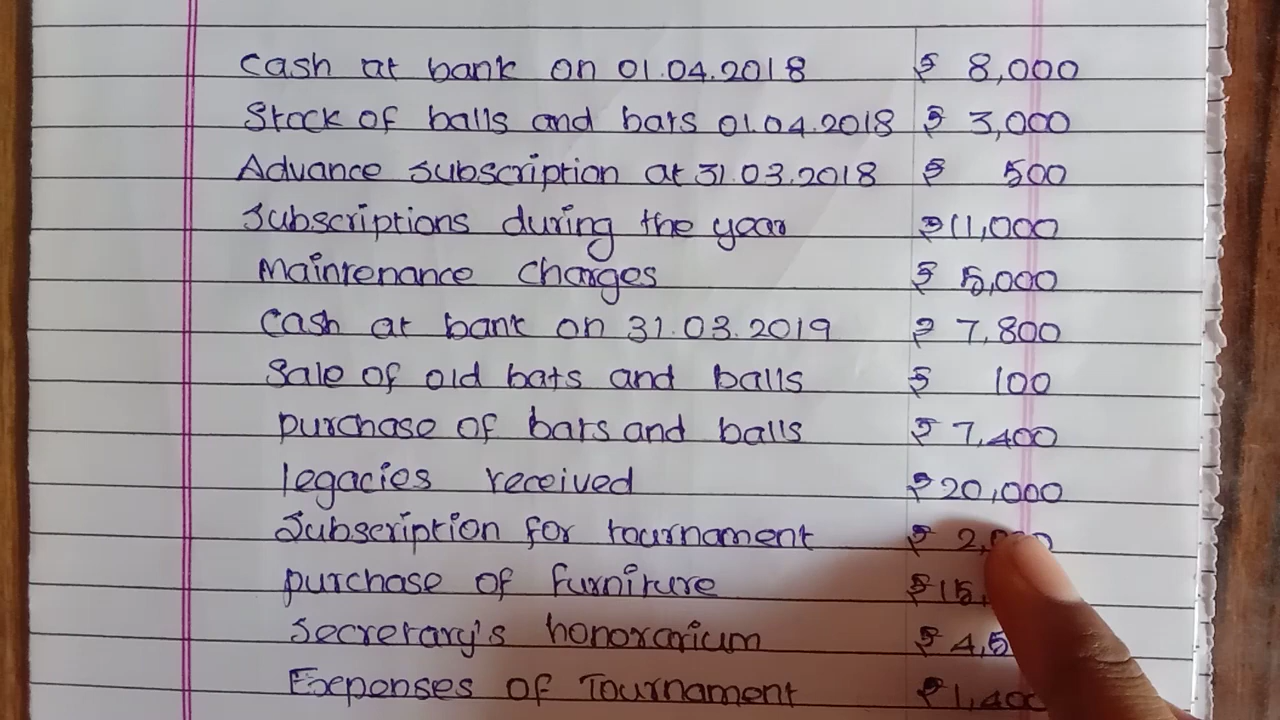 Cash at bank on 01.04.2018 ₹ 8,000
Stock of balls and bats 01.04.2018 ₹ 3,000
Advance subscription at 31.03.2018 ₹ 500
Subscriptions during the year ₹11,000
Maintenance charges ₹ 5,000
Cash at bank on 31.03.2019 ₹ 7,800
Sale of old bats and balls ₹ 100
purchase of bats and balls ₹ 7,400
legacies received ₹20,000
Subscription for tournament ₹
purchase of furniture ₹
Secretary's honorarium ₹
Expenses of Tournament ₹1,400